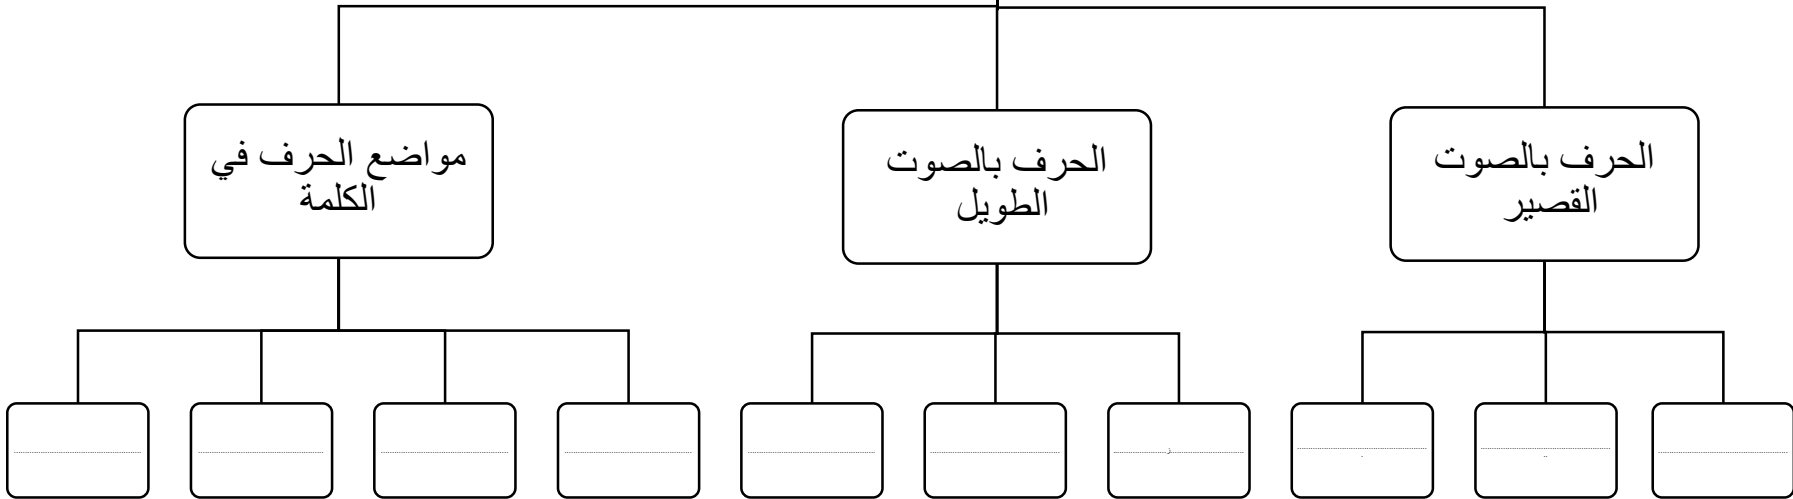 الحرف بالصوت
القصير
الحرف بالصوت
الطويل
مواضع الحرف في
الكلمة